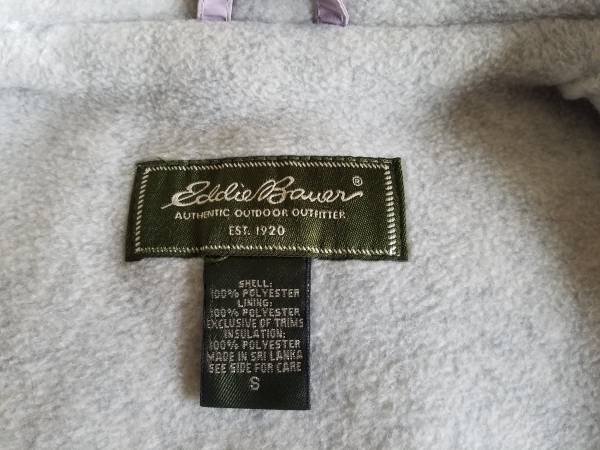 Eddie Bauer®
AUTHENTIC OUTDOOR OUTFITTER
EST. 1920
SHELL:
100% POLYESTER
LINING:
100% POLYESTER
EXCLUSIVE OF TRIMS
INSULATION:
100% POLYESTER
MADE IN SRI LANKA
SEE SIDE FOR CARE
S